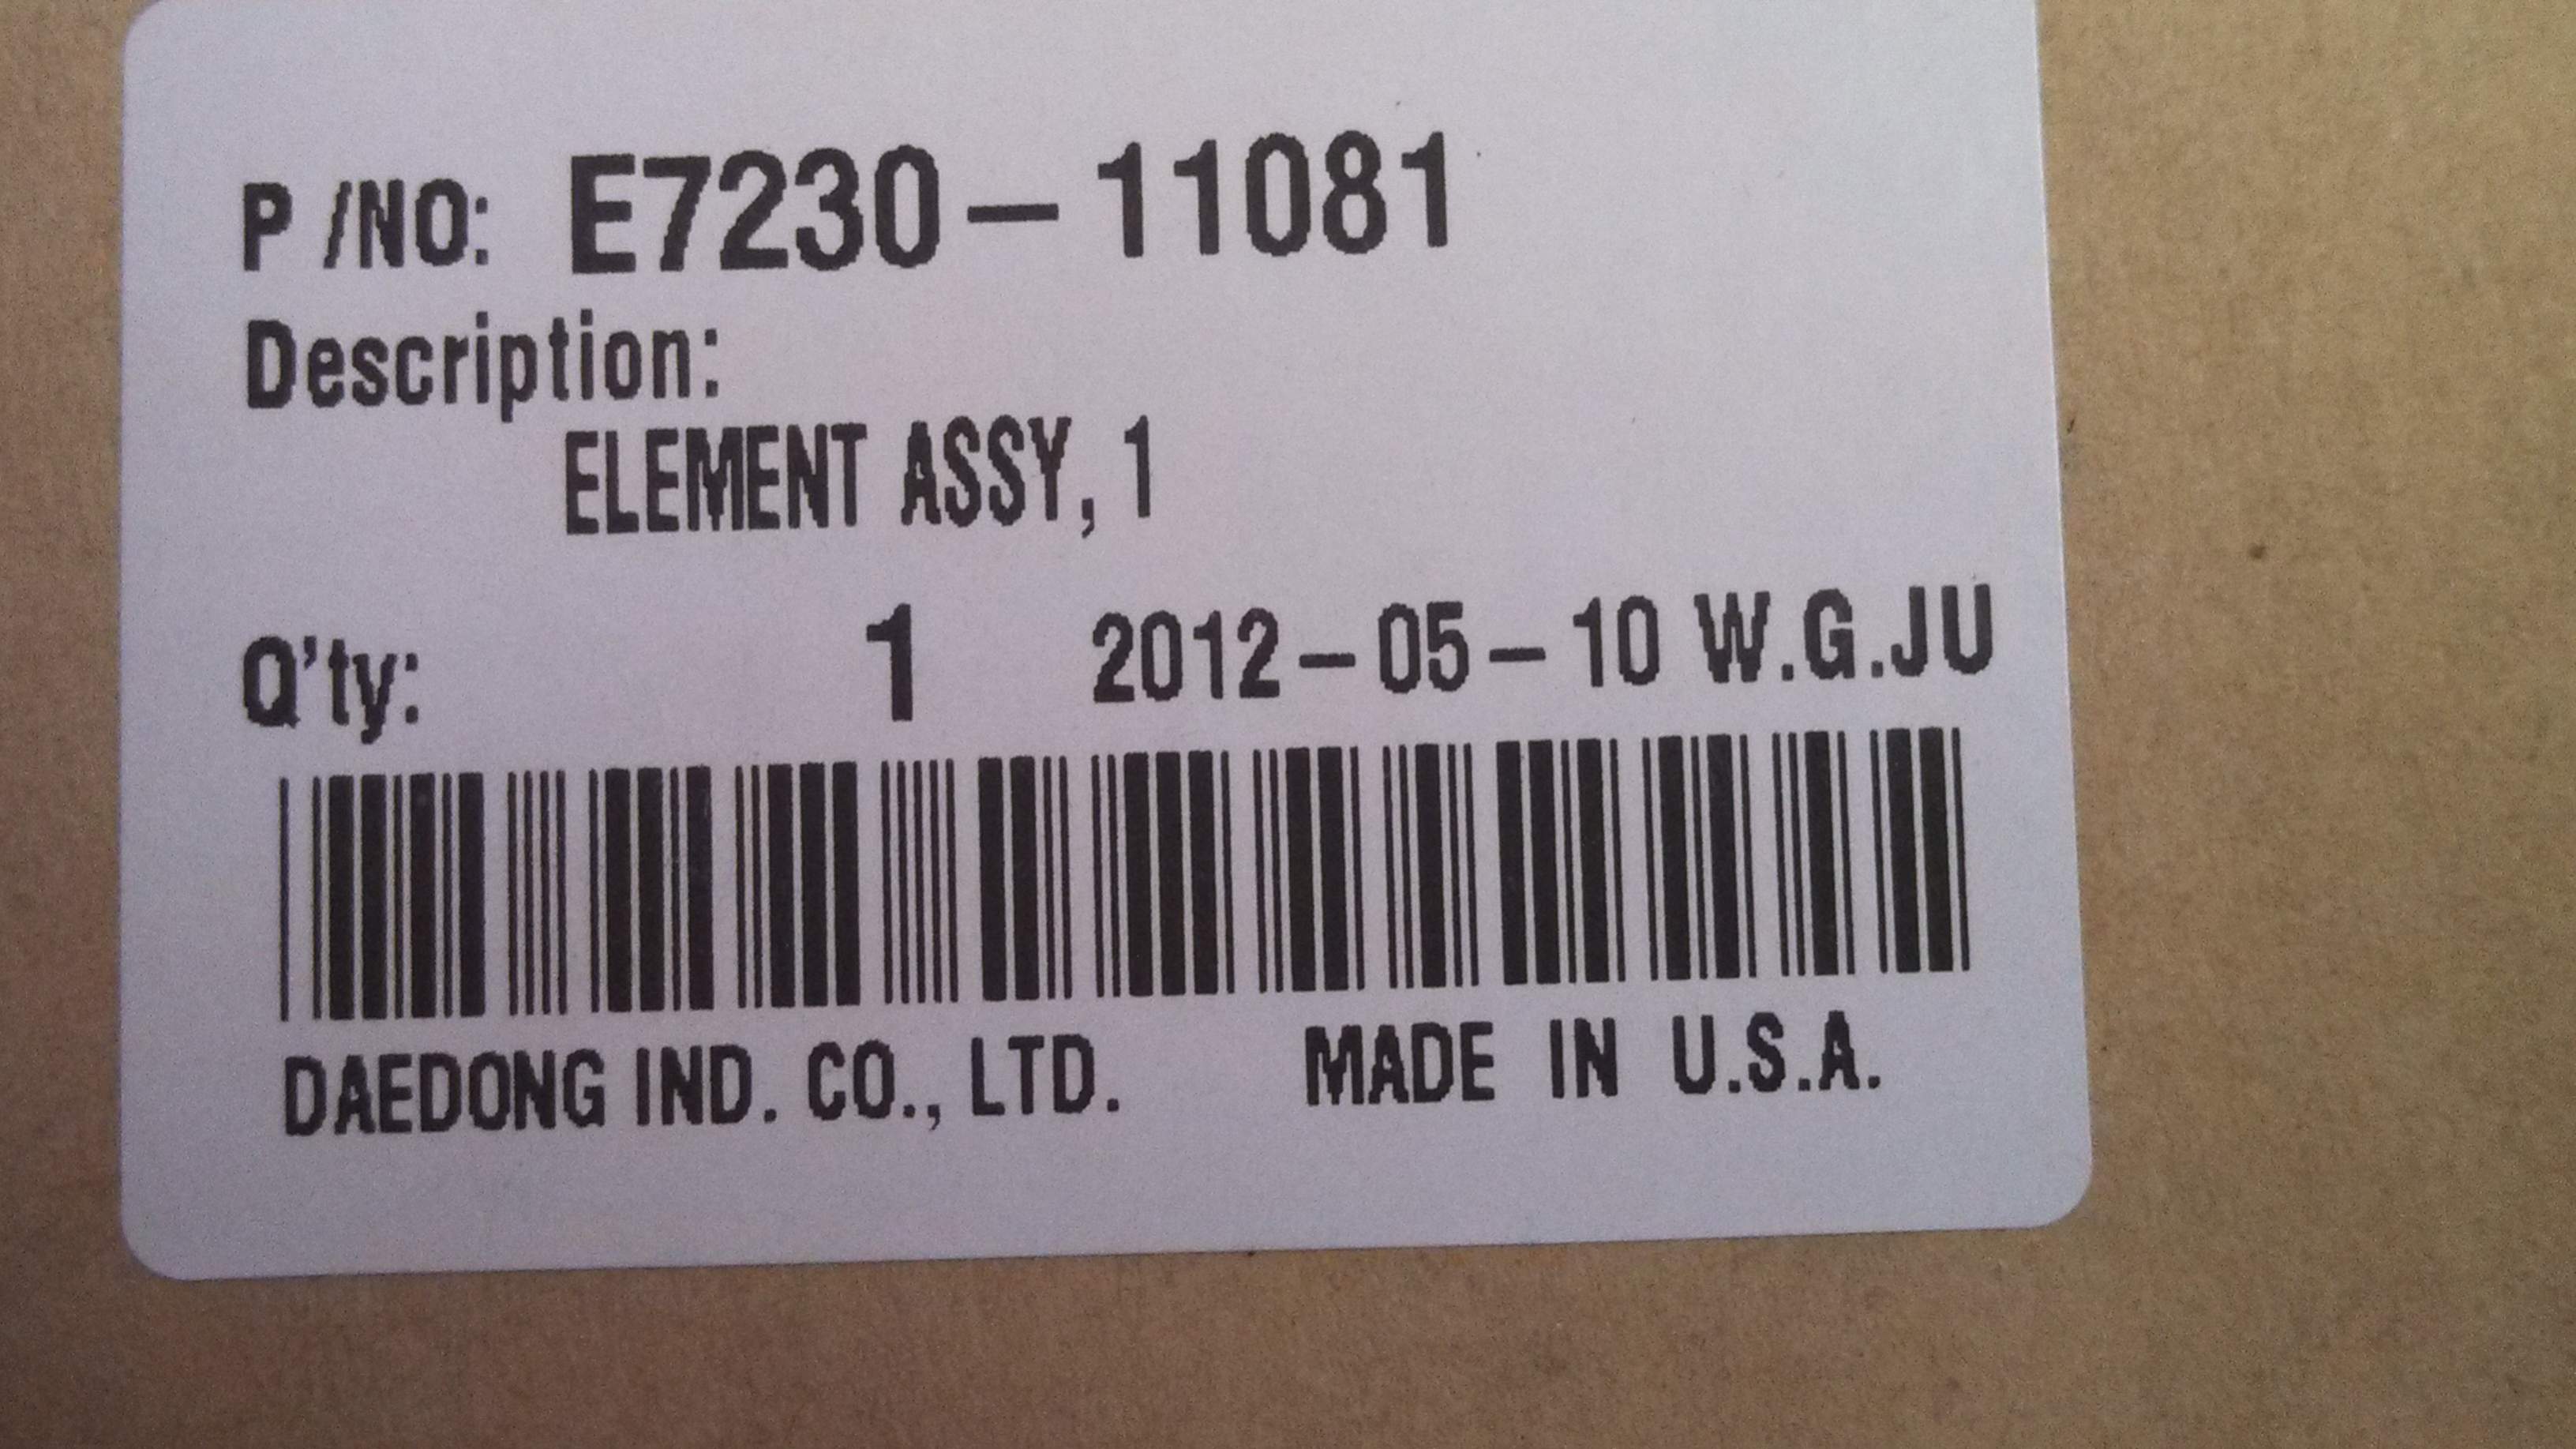 P /NO: E7230-11081
Description:
ELEMENT ASSY, 1
Q'ty: 1 2012-05-10 W.G.JU
DAEDONG IND. CO., LTD. MADE IN U.S.A.